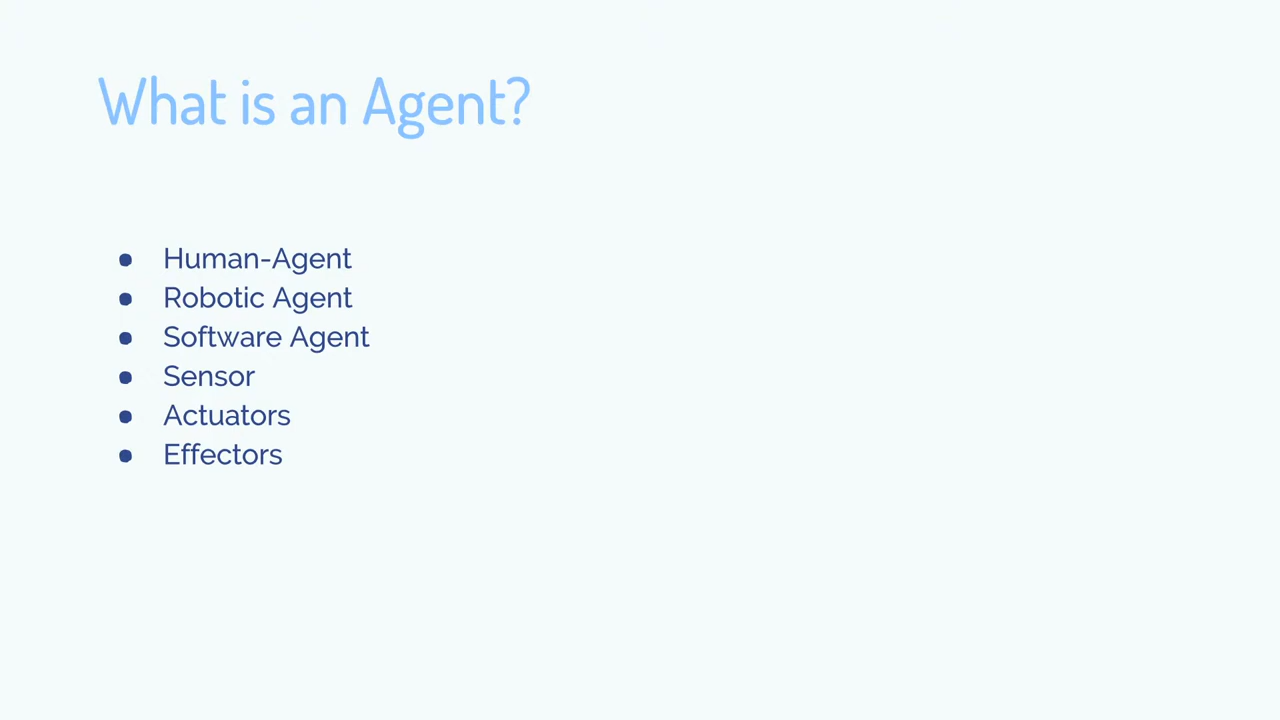 What is an Agent?
● Human-Agent
● Robotic Agent
● Software Agent
● Sensor
● Actuators
● Effectors